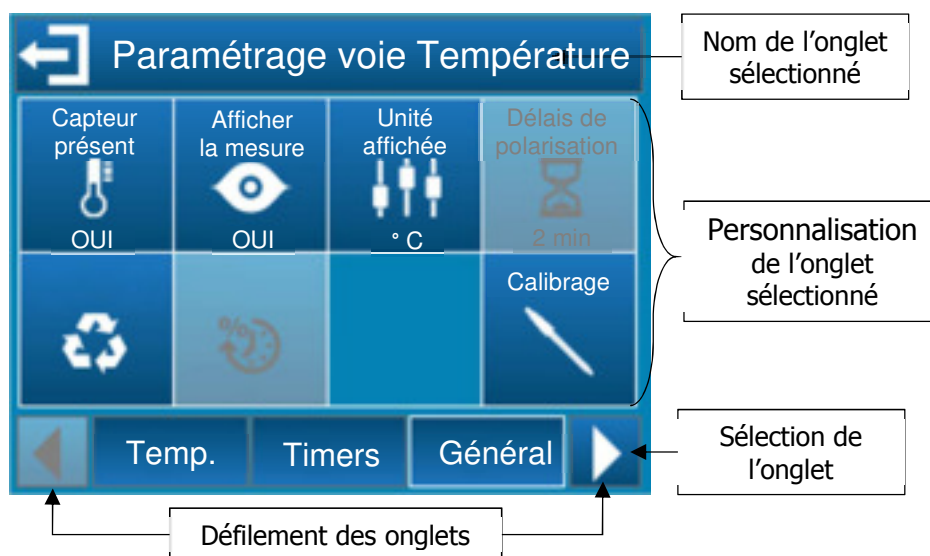 Paramétrage voie Température
Nom de l'onglet
sélectionné
Capteur
présent
OUI
Afficher
la mesure
OUI
Unité
affichée
° C
Délais de
polarisation
2 min
Personnalisation
de l'onglet
sélectionné
%
Calibrage
Temp.
Timers
Général
Sélection de
l'onglet
Défilement des onglets